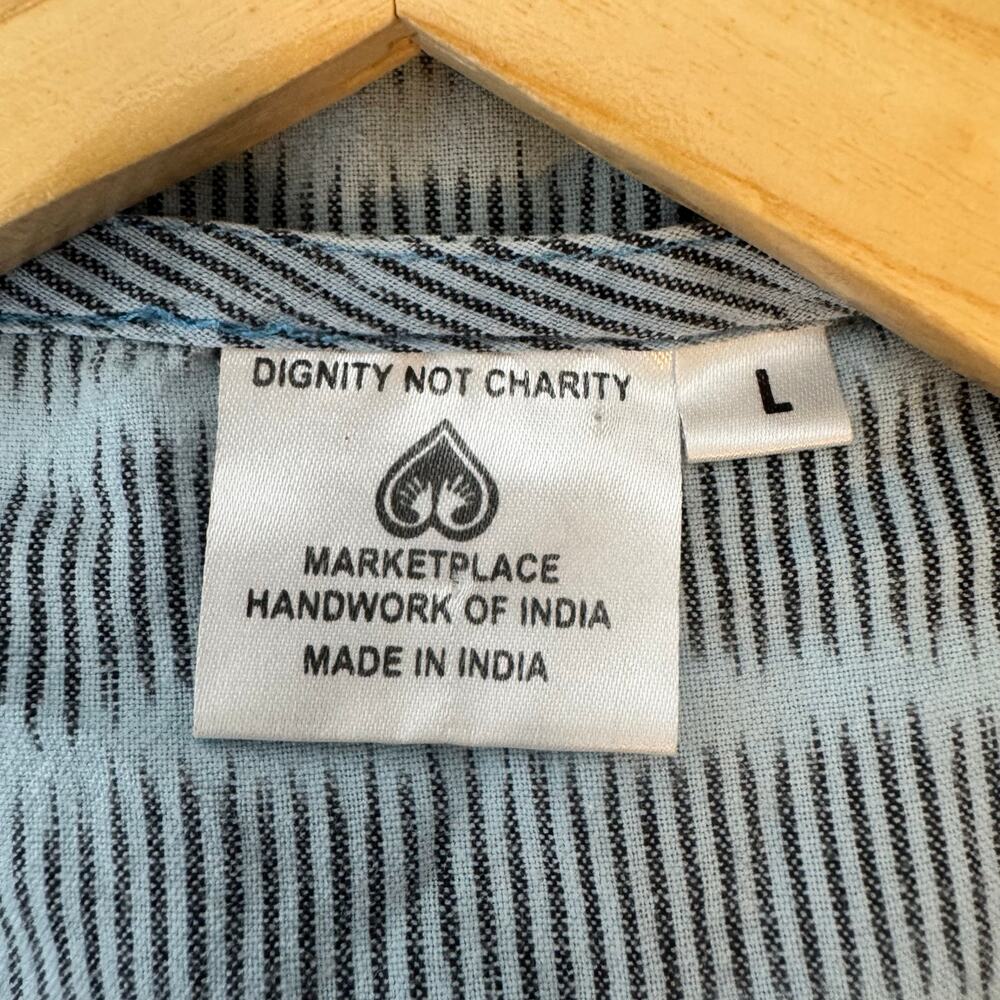 DIGNITY NOT CHARITY
L
MARKETPLACE
HANDWORK OF INDIA
MADE IN INDIA